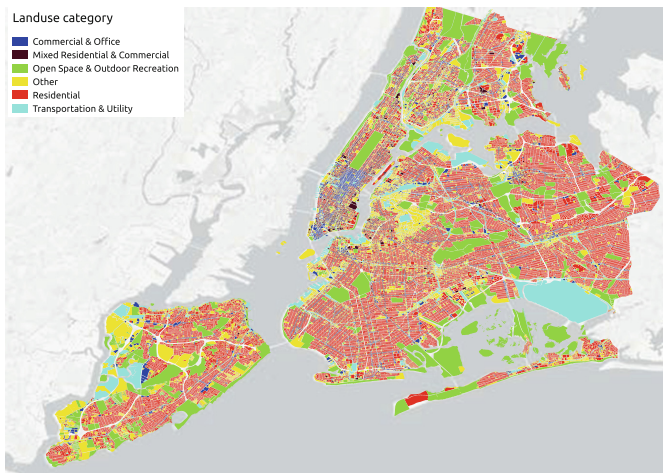 Landuse category
Commercial & Office
Mixed Residential & Commercial
Open Space & Outdoor Recreation
Other
Residential
Transportation & Utility